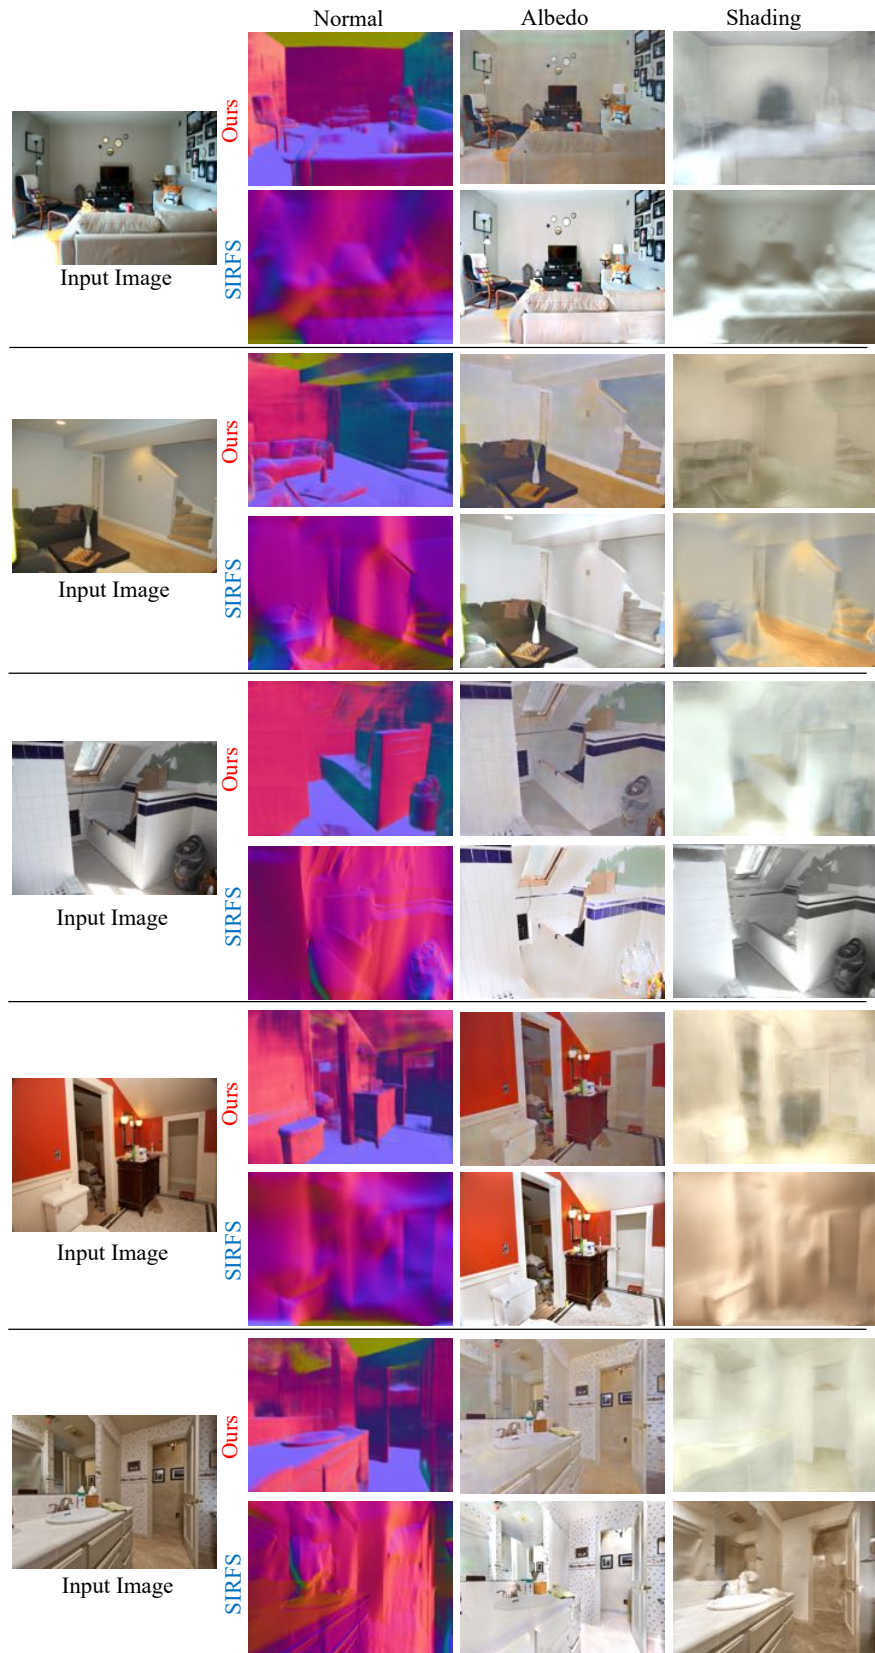 Normal Albedo Shading
Ours
Input Image
SIRFS
Ours
Input Image
SIRFS
Ours
Input Image
SIRFS
Ours
Input Image
SIRFS
Ours
Input Image
SIRFS